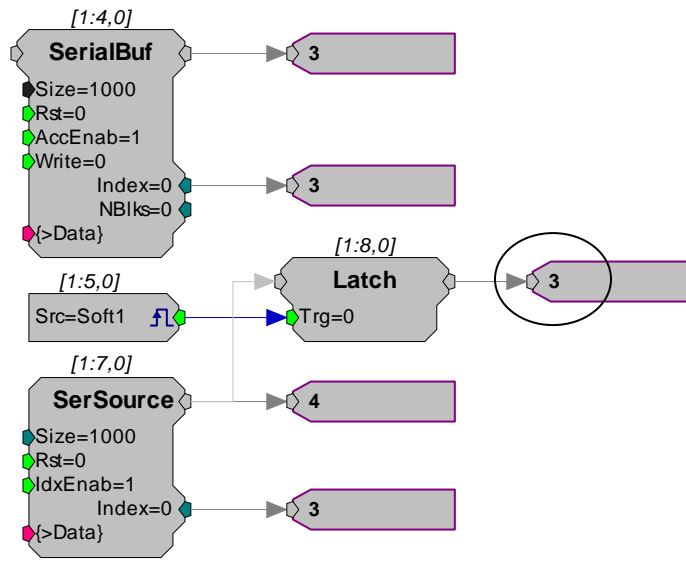 [1:4,0]
SerialBuf
3
Size=1000
Rst=0
AccEnab=1
Write=0
Index=0
3
NBlks=0
{>Data}
[1:8,0]
Latch
3
[1:5,0]
Src=Soft1
Trg=0
[1:7,0]
SerSource
4
Size=1000
Rst=0
IdxEnab=1
Index=0
3
{>Data}